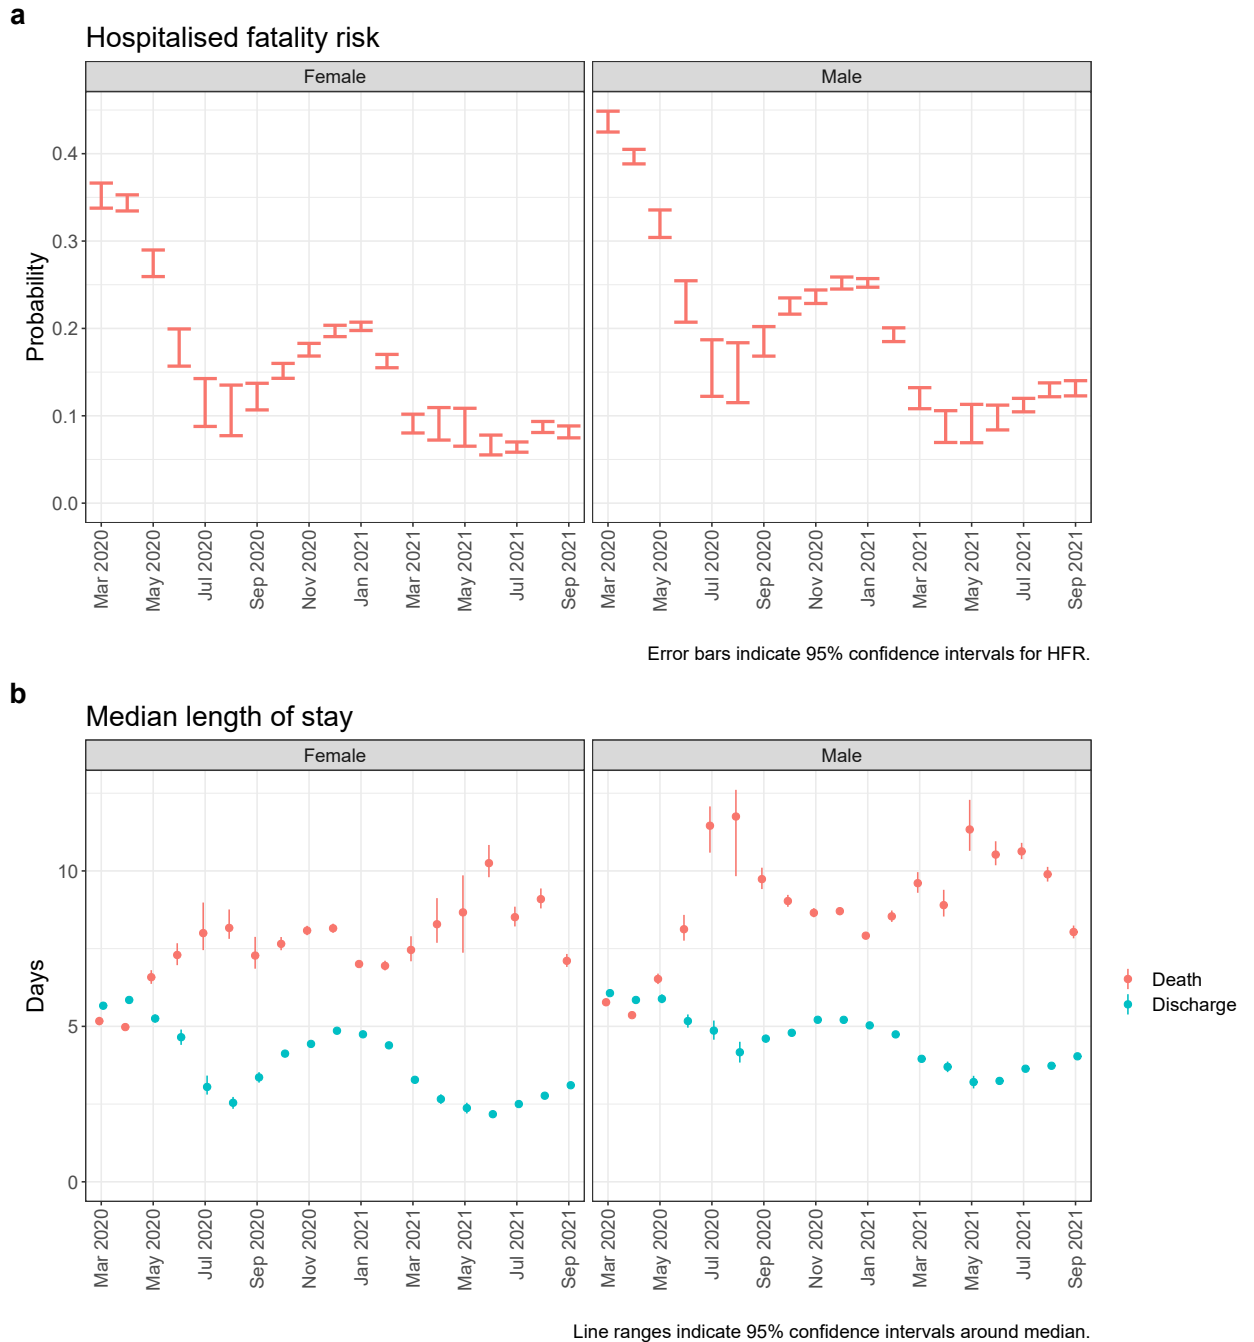 a
Hospitalised fatality risk
Female
Male
Probability
0.4
0.3
0.2
0.1
0.0
Mar 2020
May 2020
Jul 2020
Sep 2020
Nov 2020
Jan 2021
Mar 2021
May 2021
Jul 2021
Sep 2021
Mar 2020
May 2020
Jul 2020
Sep 2020
Nov 2020
Jan 2021
Mar 2021
May 2021
Jul 2021
Sep 2021
Error bars indicate 95% confidence intervals for HFR.
b
Median length of stay
Female
Male
Days
10
5
0
Mar 2020
May 2020
Jul 2020
Sep 2020
Nov 2020
Jan 2021
Mar 2021
May 2021
Jul 2021
Sep 2021
Mar 2020
May 2020
Jul 2020
Sep 2020
Nov 2020
Jan 2021
Mar 2021
May 2021
Jul 2021
Sep 2021
Death
Discharge
Line ranges indicate 95% confidence intervals around median.